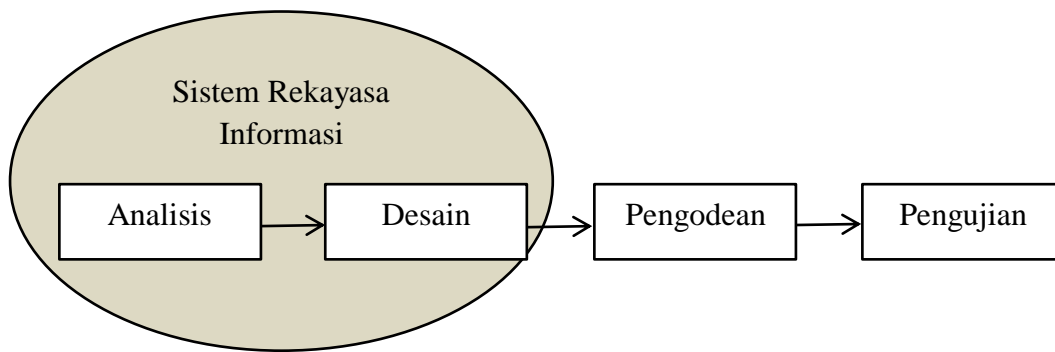 Sistem Rekayasa
Informasi
Analisis
Desain
Pengodean
Pengujian